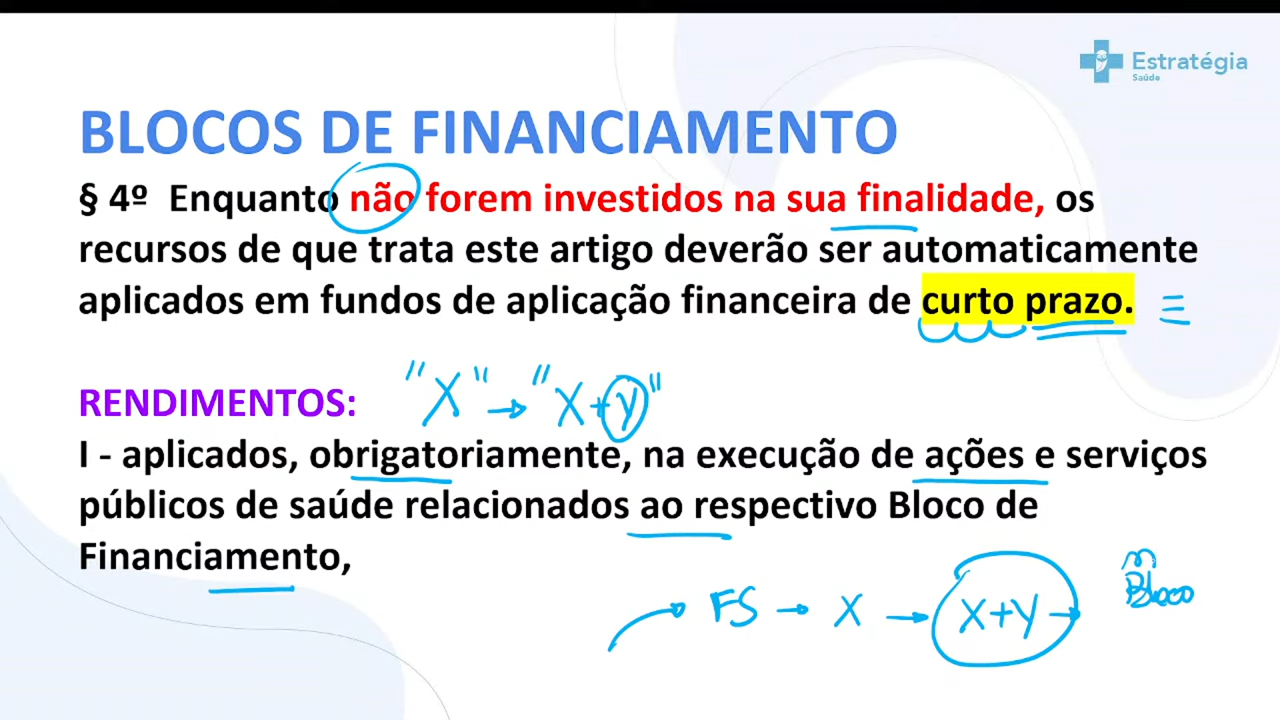 Estratégia
Saúde
BLOCOS DE FINANCIAMENTO
§ 4º Enquanto não forem investidos na sua finalidade, os
recursos de que trata este artigo deverão ser automaticamente
aplicados em fundos de aplicação financeira de curto prazo.
"X" → "X+Y"
RENDIMENTOS:
I - aplicados, obrigatoriamente, na execução de ações e serviços
públicos de saúde relacionados ao respectivo Bloco de
Financiamento,
FS → X → X+Y →
Bloco